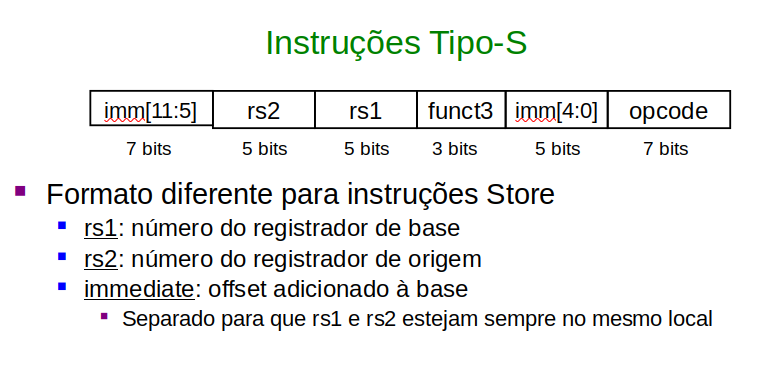 Instruções Tipo-S
imm[11:5] rs2 rs1 funct3 imm[4:0] opcode
7 bits 5 bits 5 bits 3 bits 5 bits 7 bits
Formato diferente para instruções Store
rs1: número do registrador de base
rs2: número do registrador de origem
immediate: offset adicionado à base
Separado para que rs1 e rs2 estejam sempre no mesmo local